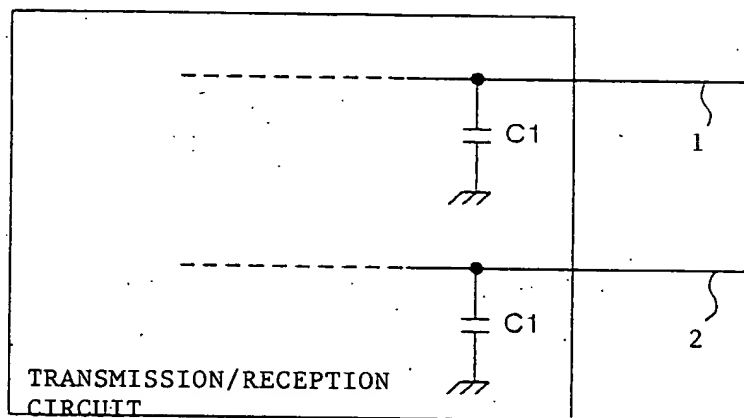 C1
1
C1
2
TRANSMISSION/RECEPTION
CIRCUIT